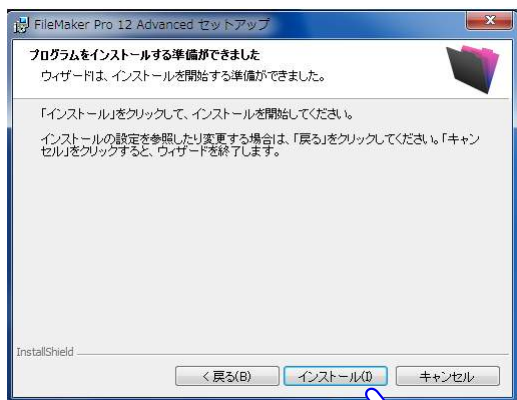 FileMaker Pro 12 Advanced セットアップ
プログラムをインストールする準備ができました
ウィザードは、インストールを開始する準備ができました。
「インストール」をクリックして、インストールを開始してください。
インストールの設定を参照したり変更する場合は、「戻る」をクリックしてください。「キャン
セル」をクリックすると、ウィザードを終了します。
InstallShield
< 戻る(B) インストール(I) キャンセル